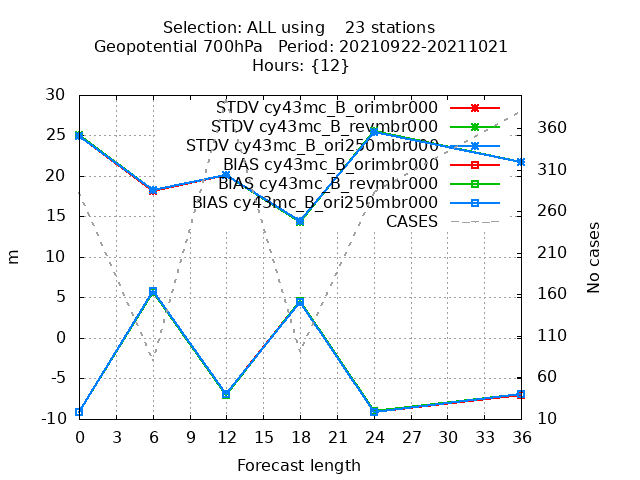 Selection: ALL using    23 stations
Geopotential 700hPa   Period: 20210922-20211021
Hours: {12}
STDV cy43mc_B_orimbr000
STDV cy43mc_B_revmbr000
STDV cy43mc_B_ori250mbr000
BIAS cy43mc_B_orimbr000
BIAS cy43mc_B_revmbr000
BIAS cy43mc_B_ori250mbr000
CASES
30
25
20
15
10
5
0
-5
-10
m
360
310
260
210
160
110
60
10
No cases
0 3 6 9 12 15 18 21 24 27 30 33 36
Forecast length